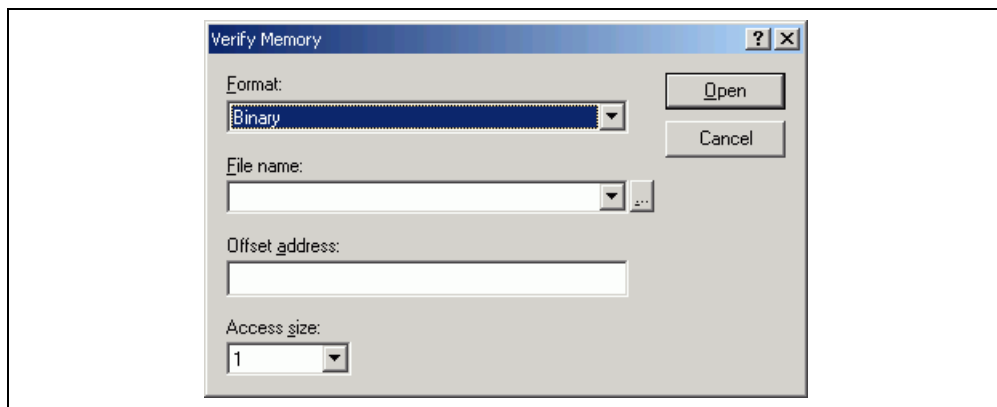 Verify Memory
Format:
Open
Binary
Cancel
File name:
...
Offset address:
Access size:
1